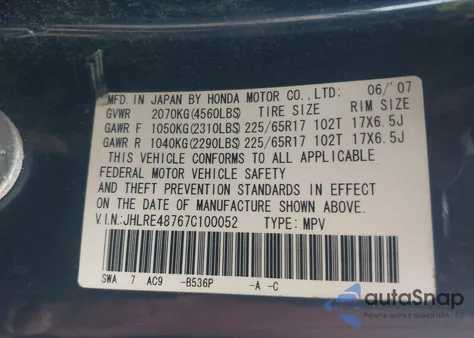 MFD. IN JAPAN BY HONDA MOTOR CO.,LTD: 06/'07
GVWR 2070KG(4560LBS) TIRE SIZE RIM SIZE
GAWR F 1050KG(2310LBS) 225/65R17 102T 17X6.5J
GAWR R 1040KG(2290LBS) 225/65R17 102T 17X6.5J
THIS VEHICLE CONFORMS TO ALL APPLICABLE
FEDERAL MOTOR VEHICLE SAFETY
AND THEFT PREVENTION STANDARDS IN EFFECT
ON THE DATE OF MANUFACTURE SHOWN ABOVE.
V.I.N:JHLRE48767C100052 TYPE: MPV
SWA 7 AC9 -B536P -A -C
autoSnap